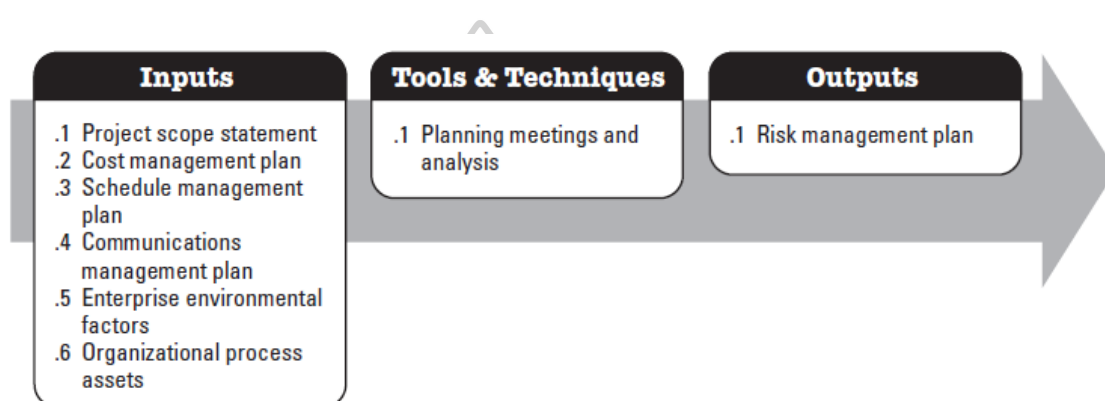 Inputs
.1 Project scope statement
.2 Cost management plan
.3 Schedule management
plan
.4 Communications
management plan
.5 Enterprise environmental
factors
.6 Organizational process
assets
Tools & Techniques
.1 Planning meetings and
analysis
Outputs
.1 Risk management plan